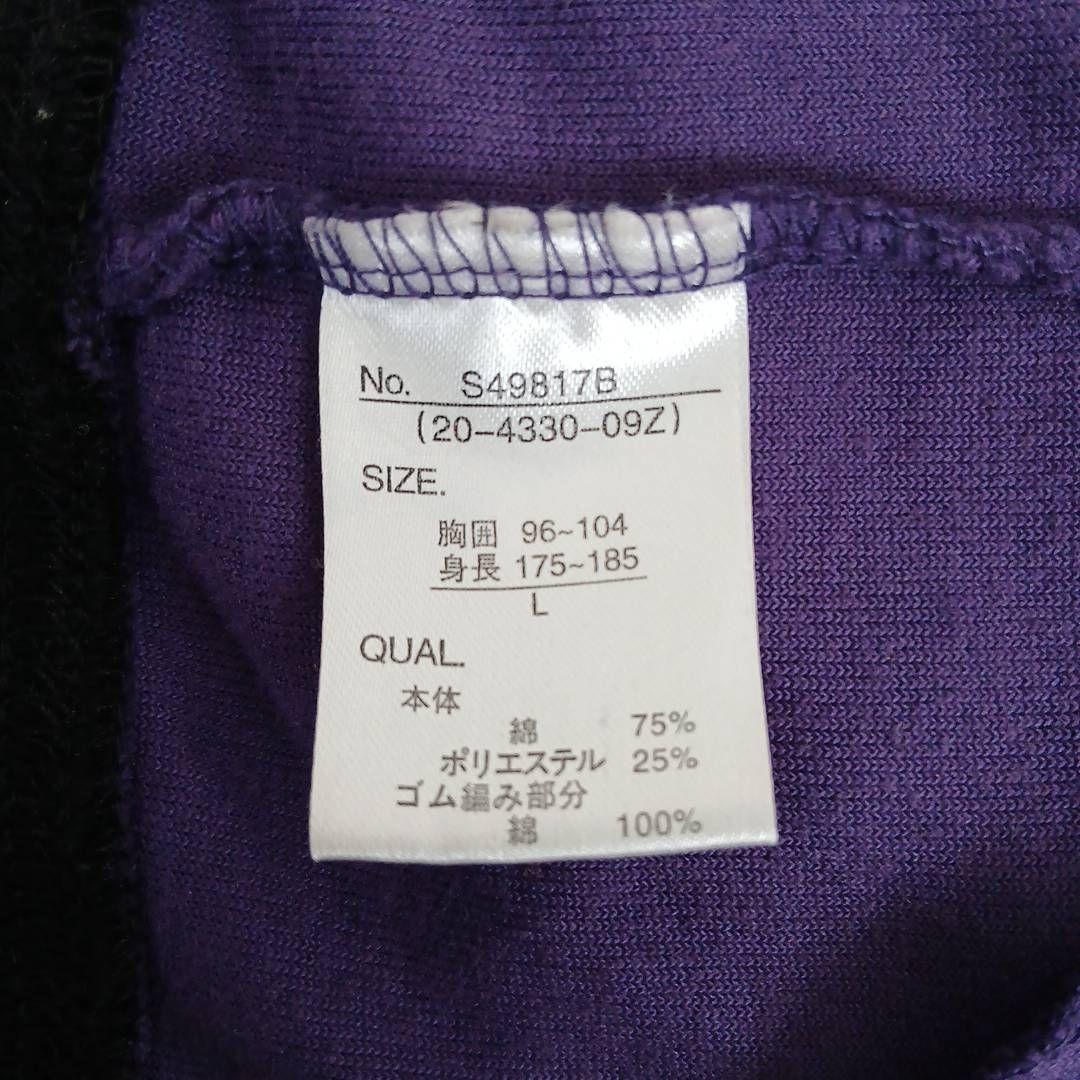 No. S49817B
(20-4330-09Z)
SIZE.
胸囲 96~104
身長 175~185
L
QUAL.
本体
綿 75%
ポリエステル 25%
ゴム編み部分
綿 100%